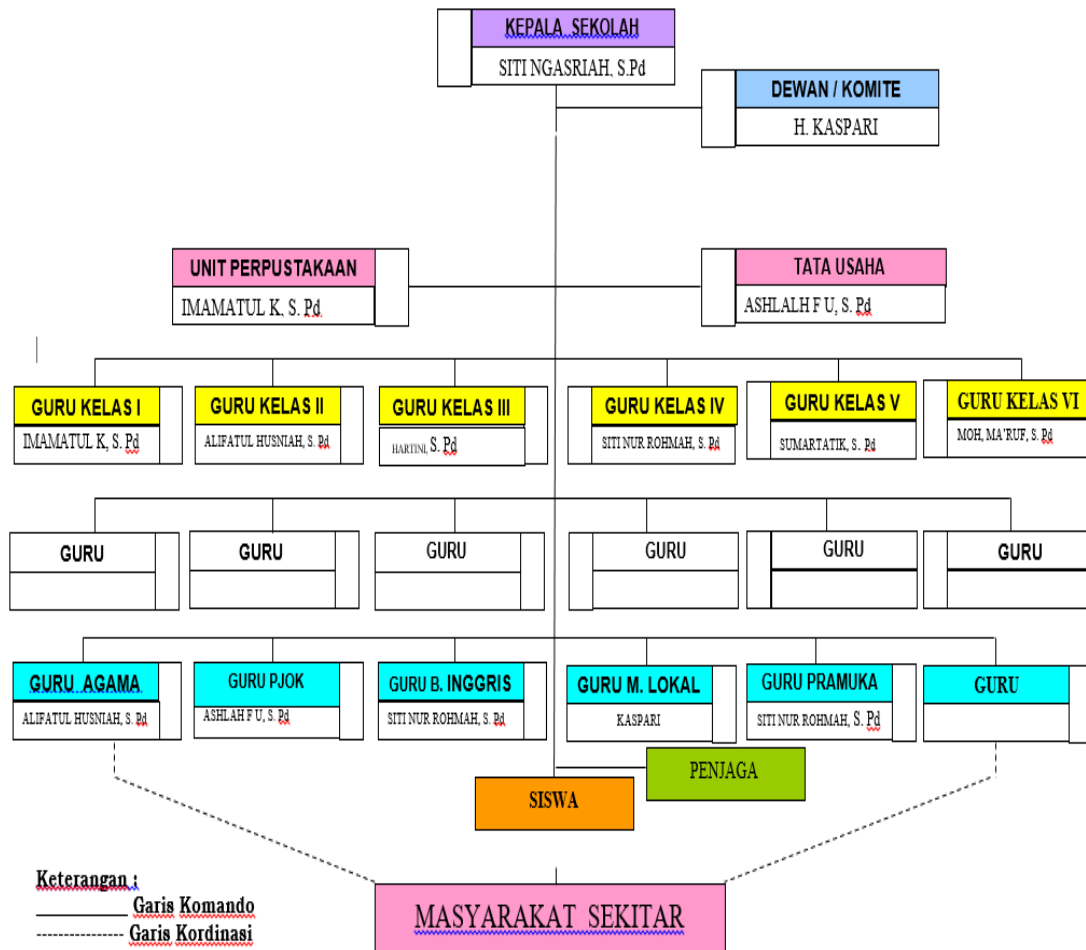 KEPALA SEKOLAH
SITI NGASRIAH, S.Pd
DEWAN / KOMITE
H. KASPARI
UNIT PERPUSTAKAAN
IMAMATUL K, S. Pd
TATA USAHA
ASHLALH F U, S. Pd
GURU KELAS I
IMAMATUL K, S. Pd
GURU KELAS II
ALIFATUL HUSNIAH, S. Pd
GURU KELAS III
HARTINI, S. Pd
GURU KELAS IV
SITI NUR ROHMAH, S. Pd
GURU KELAS V
SUMARTATIK, S. Pd
GURU KELAS VI
MOH, MA'RUF, S. Pd
GURU
GURU
GURU
GURU
GURU
GURU
GURU AGAMA
ALIFATUL HUSNIAH, S. Pd
GURU PJOK
ASHLAH F U, S. Pd
GURU B. INGGRIS
SITI NUR ROHMAH, S. Pd
GURU M. LOKAL
KASPARI
GURU PRAMUKA
SITI NUR ROHMAH, S. Pd
GURU
PENJAGA
SISWA
Keterangan :
Garis Komando
Garis Kordinasi
MASYARAKAT SEKITAR